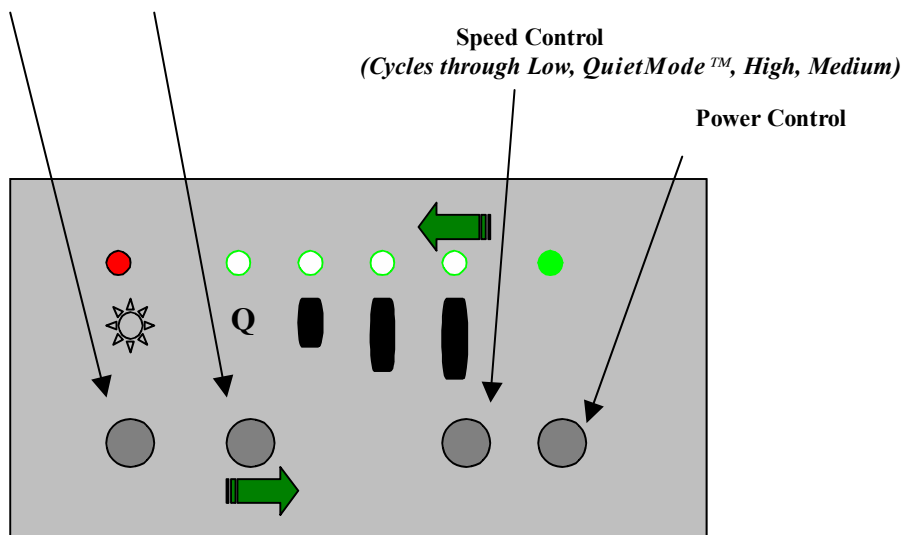 Speed Control
(Cycles through Low, QuietMode™, High, Medium)
Power Control
Q